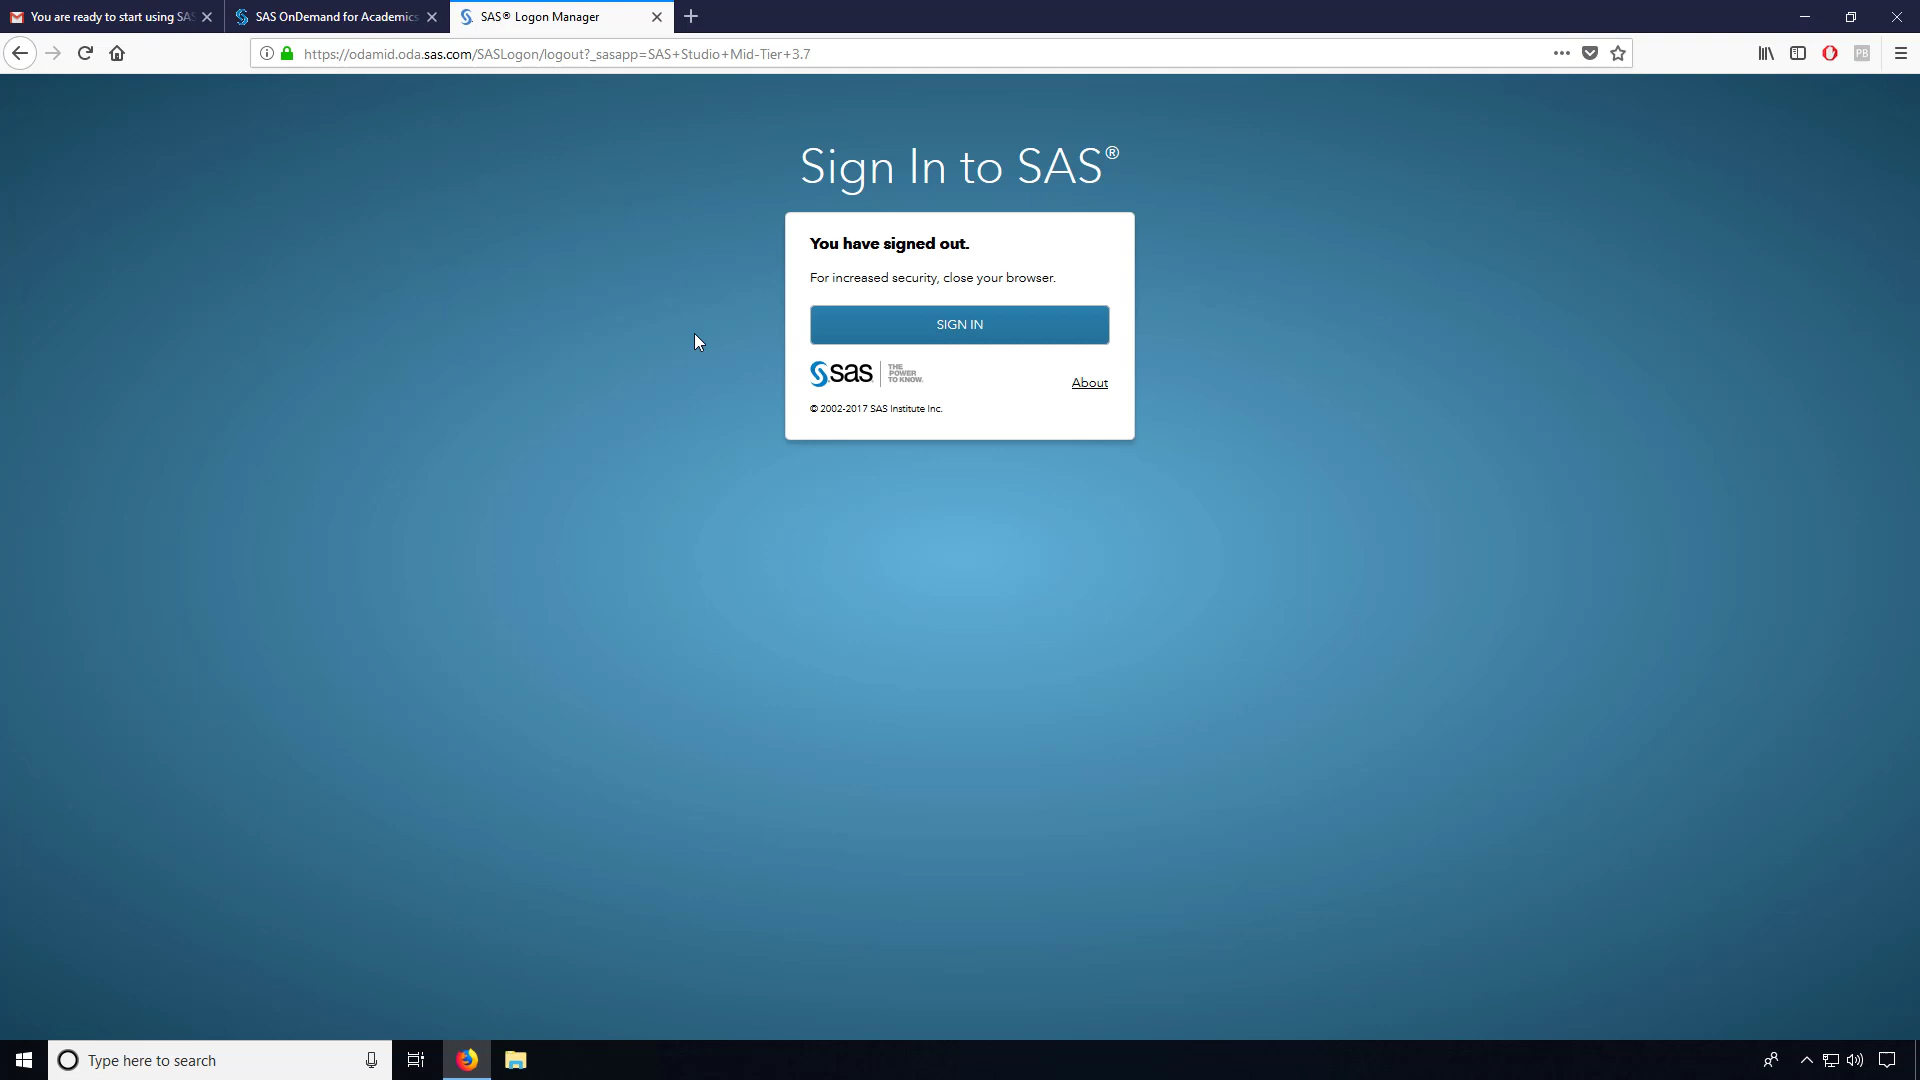 You are ready to start using SAS
SAS OnDemand for Academics
SAS® Logon Manager
https://odamid.oda.sas.com/SASLogon/logout?_sasapp=SAS+Studio+Mid-Tier+3.7
PB
Sign In to SAS®
You have signed out.
For increased security, close your browser.
SIGN IN
sas
THE
POWER
TO KNOW.
About
© 2002-2017 SAS Institute Inc.
Type here to search